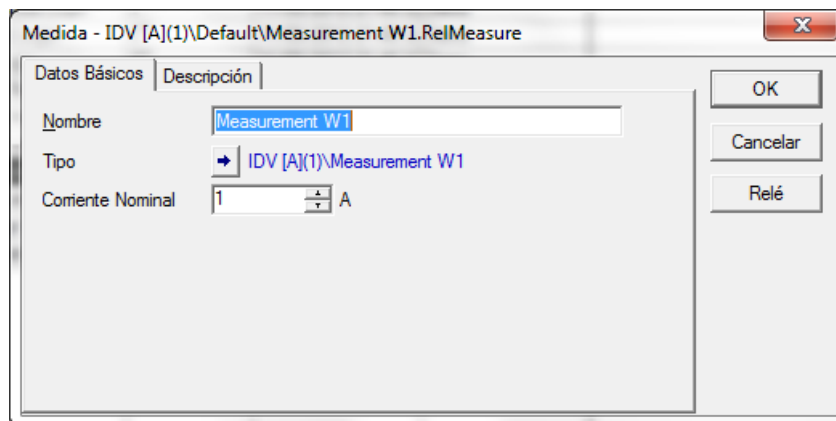 Medida - IDV [A](1)\Default\Measurement W1.RelMeasure
Datos Básicos
Descripción
Nombre
Measurement W1
Tipo
IDV [A](1)\Measurement W1
Corriente Nominal
1
A
OK
Cancelar
Relé